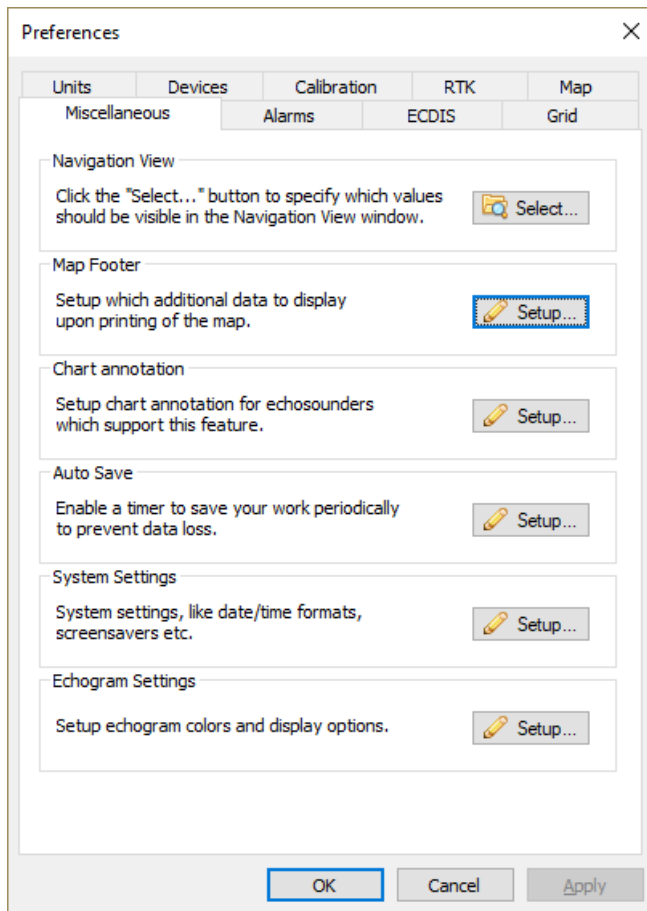 Preferences
Units Devices Calibration RTK Map
Miscellaneous Alarms ECDIS Grid
Navigation View
Click the "Select..." button to specify which values
should be visible in the Navigation View window.
Select...
Map Footer
Setup which additional data to display
upon printing of the map.
Setup...
Chart annotation
Setup chart annotation for echosounders
which support this feature.
Setup...
Auto Save
Enable a timer to save your work periodically
to prevent data loss.
Setup...
System Settings
System settings, like date/time formats,
screensavers etc.
Setup...
Echogram Settings
Setup echogram colors and display options.
Setup...
OK Cancel Apply